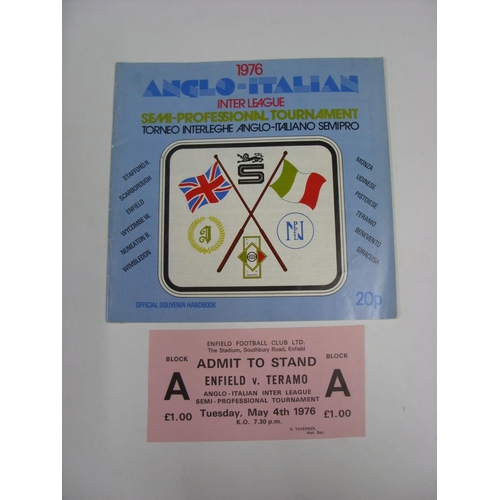 1976
ANGLO-ITALIAN
INTER LEAGUE
SEMI-PROFESSIONAL TOURNAMENT
TORNEO INTERLEGHE ANGLO-ITALIANO SEMIPRO
STAFFORD R.
SCARBOROUGH
ENFIELD
WYCOMBE W.
NUNEATON B.
WIMBLEDON
MONZA
UDINESE
PISTOIESE
TERAMO
BENEVENTO
SIRACUSA
OFFICIAL SOUVENIR HANDBOOK
20p
ENFIELD FOOTBALL CLUB LTD.
The Stadium, Southbury Road, Enfield
BLOCK
A
£1.00
ADMIT TO STAND
ENFIELD v. TERAMO
ANGLO-ITALIAN INTER LEAGUE
SEMI-PROFESSIONAL TOURNAMENT
Tuesday, May 4th 1976
K.O. 7.30 p.m.
BLOCK
A
£1.00
Hon. Sec.